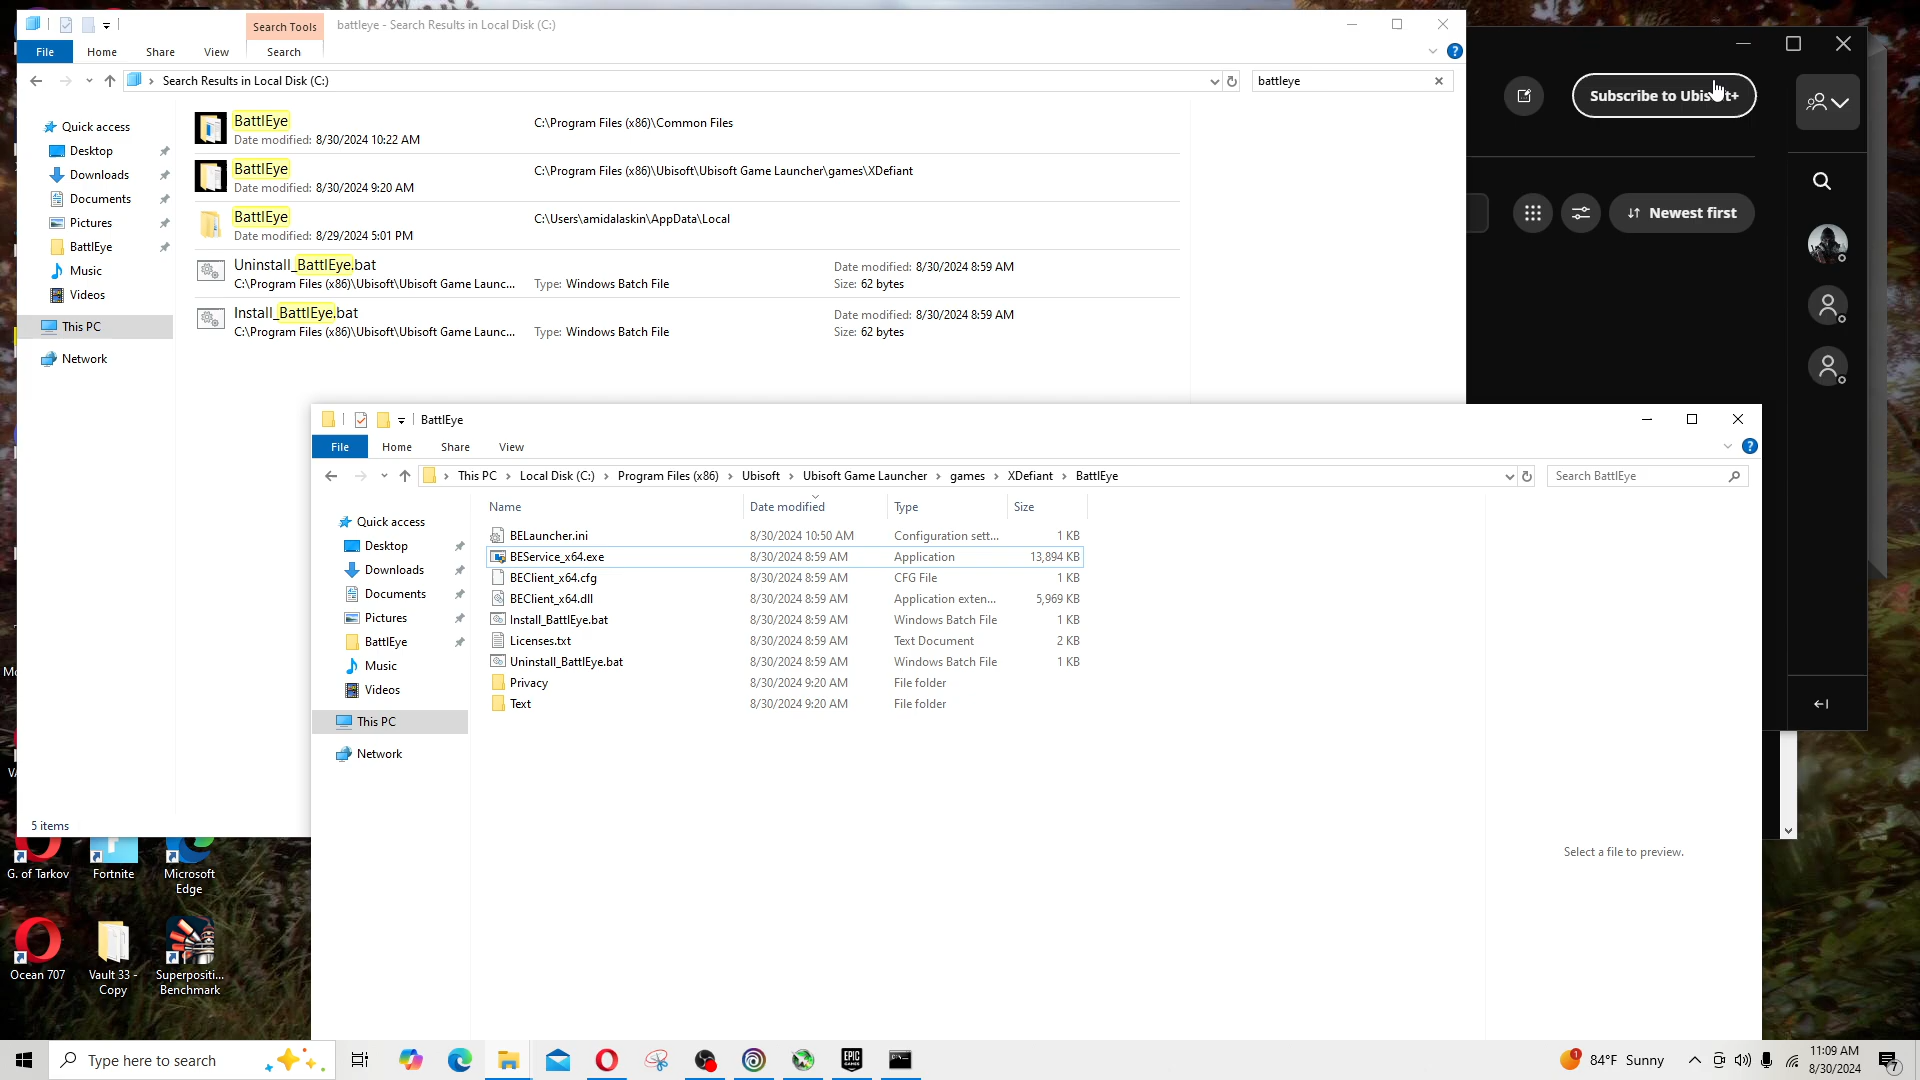 Search Tools
battleye - Search Results in Local Disk (C:)
File
Home
Share
View
Search
Search Results in Local Disk (C:)
battleye
Quick access
Desktop
Downloads
Documents
Pictures
BattlEye
Music
Videos
This PC
Network
BattlEye
Date modified: 8/30/2024 10:22 AM
C:\Program Files (x86)\Common Files
BattlEye
Date modified: 8/30/2024 9:20 AM
C:\Program Files (x86)\Ubisoft\Ubisoft Game Launcher\games\XDefiant
BattlEye
Date modified: 8/29/2024 5:01 PM
C:\Users\amidalaskin\AppData\Local
Uninstall_BattlEye.bat
C:\Program Files (x86)\Ubisoft\Ubisoft Game Launc...
Type: Windows Batch File
Date modified: 8/30/2024 8:59 AM
Size: 62 bytes
Install_BattlEye.bat
C:\Program Files (x86)\Ubisoft\Ubisoft Game Launc...
Type: Windows Batch File
Date modified: 8/30/2024 8:59 AM
Size: 62 bytes
5 items
Subscribe to Ubis t+
Newest first
BattlEye
File
Home
Share
View
This PC
Local Disk (C:)
Program Files (x86)
Ubisoft
Ubisoft Game Launcher
games
XDefiant
BattlEye
Search BattlEye
Quick access
Desktop
Downloads
Documents
Pictures
BattlEye
Music
Videos
This PC
Network
Name Date modified Type Size
BELauncher.ini 8/30/2024 10:50 AM Configuration sett... 1 KB
BEService_x64.exe 8/30/2024 8:59 AM Application 13,894 KB
BEClient_x64.cfg 8/30/2024 8:59 AM CFG File 1 KB
BEClient_x64.dll 8/30/2024 8:59 AM Application exten... 5,969 KB
Install_BattlEye.bat 8/30/2024 8:59 AM Windows Batch File 1 KB
Licenses.txt 8/30/2024 8:59 AM Text Document 2 KB
Uninstall_BattlEye.bat 8/30/2024 8:59 AM Windows Batch File 1 KB
Privacy 8/30/2024 9:20 AM File folder
Text 8/30/2024 9:20 AM File folder
Select a file to preview.
G. of Tarkov
Fortnite
Microsoft
Edge
Ocean 707
Vault 33 -
Copy
Superpositi...
Benchmark
Type here to search
EPIC
GAMES
1
84°F Sunny
11:09 AM
8/30/2024
7